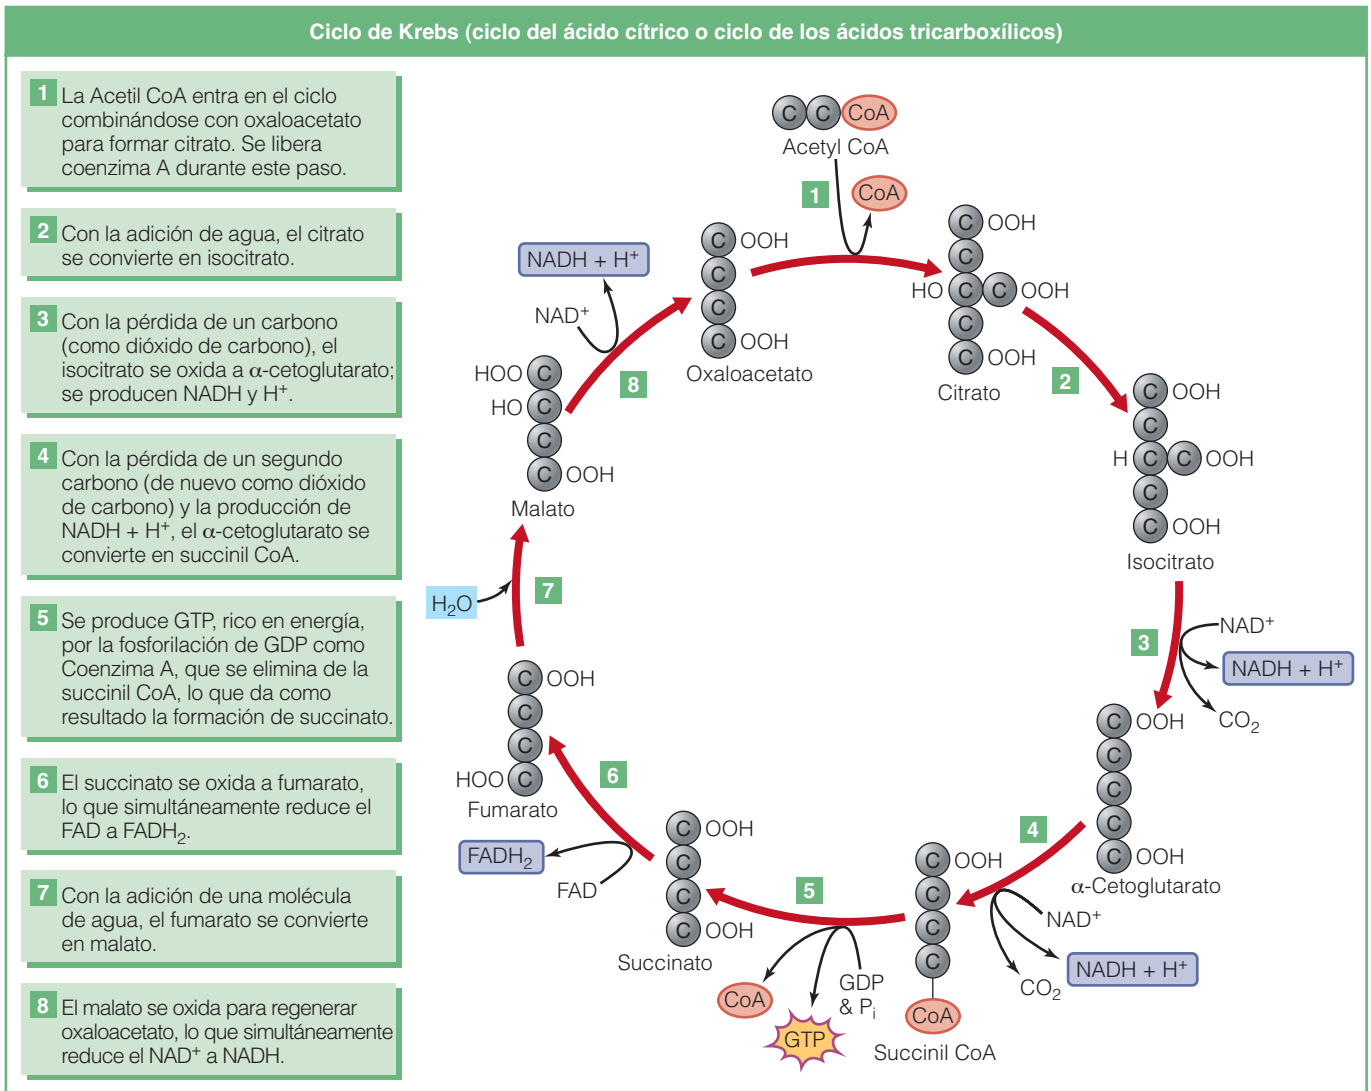 Ciclo de Krebs (ciclo del ácido cítrico o ciclo de los ácidos tricarboxílicos)
1 La Acetil CoA entra en el ciclo
combinándose con oxaloacetato
para formar citrato. Se libera
coenzima A durante este paso.
2 Con la adición de agua, el citrato
se convierte en isocitrato.
3 Con la pérdida de un carbono
(como dióxido de carbono), el
isocitrato se oxida a α-cetoglutarato;
se producen NADH y H⁺.
4 Con la pérdida de un segundo
carbono (de nuevo como dióxido
de carbono) y la producción de
NADH + H⁺, el α-cetoglutarato se
convierte en succinil CoA.
5 Se produce GTP, rico en energía,
por la fosforilación de GDP como
Coenzima A, que se elimina de la
succinil CoA, lo que da como
resultado la formación de succinato.
6 El succinato se oxida a fumarato,
lo que simultáneamente reduce el
FAD a FADH₂.
7 Con la adición de una molécula
de agua, el fumarato se convierte
en malato.
8 El malato se oxida para regenerar
oxaloacetato, lo que simultáneamente
reduce el NAD⁺ a NADH.
C C CoA
Acetyl CoA
1
CoA
C OOH
C
C
C OOH
Oxaloacetato
C OOH
C
HO C C OOH
C
C OOH
Citrato
2
C OOH
C
H C C OOH
C
C OOH
Isocitrato
3
NAD⁺
NADH + H⁺
CO₂
C OOH
C
C
C
C OOH
α-Cetoglutarato
4
NAD⁺
NADH + H⁺
CO₂
C OOH
C
C
C
CoA
Succinil CoA
5
GDP
& Pᵢ
GTP
CoA
C OOH
C
C
C OOH
Succinato
6
FAD
FADH₂
C OOH
C
C
HOO C
Fumarato
7
H₂O
HOO C
HO C
C
C OOH
Malato
8
NAD⁺
NADH + H⁺